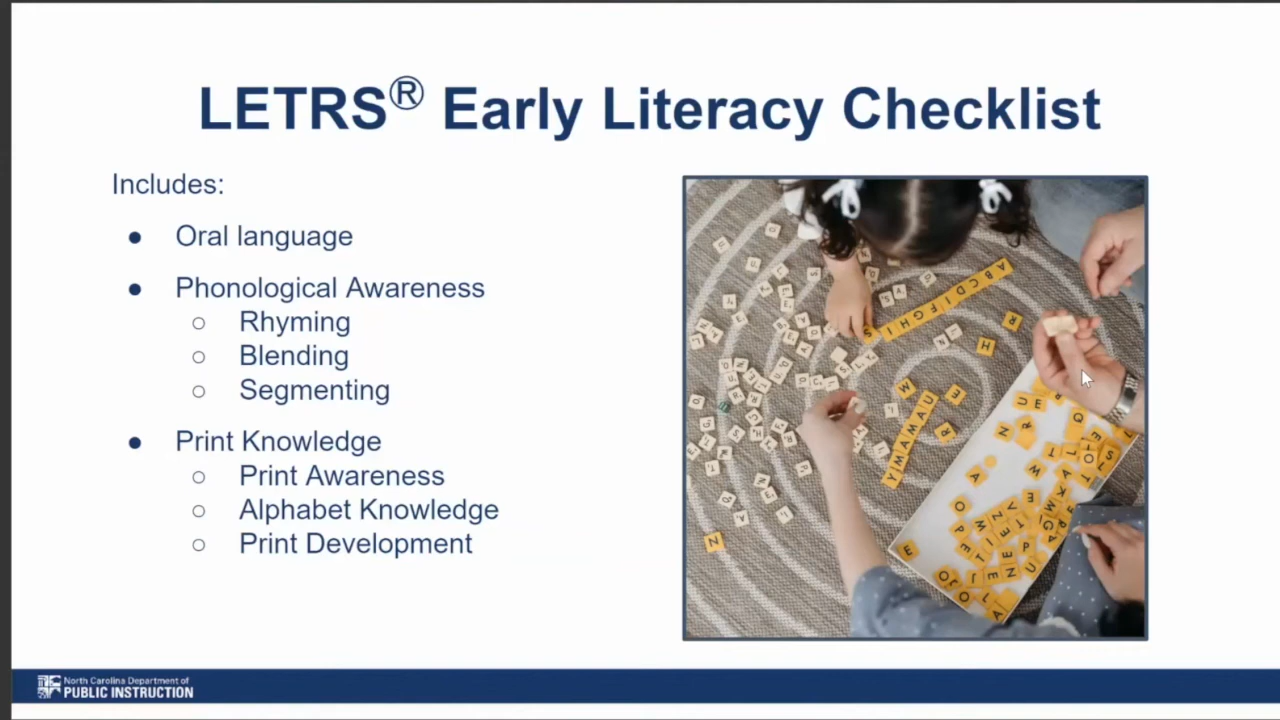 LETRS® Early Literacy Checklist
Includes:
● Oral language
● Phonological Awareness
○ Rhyming
○ Blending
○ Segmenting
● Print Knowledge
○ Print Awareness
○ Alphabet Knowledge
○ Print Development
North Carolina Department of
PUBLIC INSTRUCTION